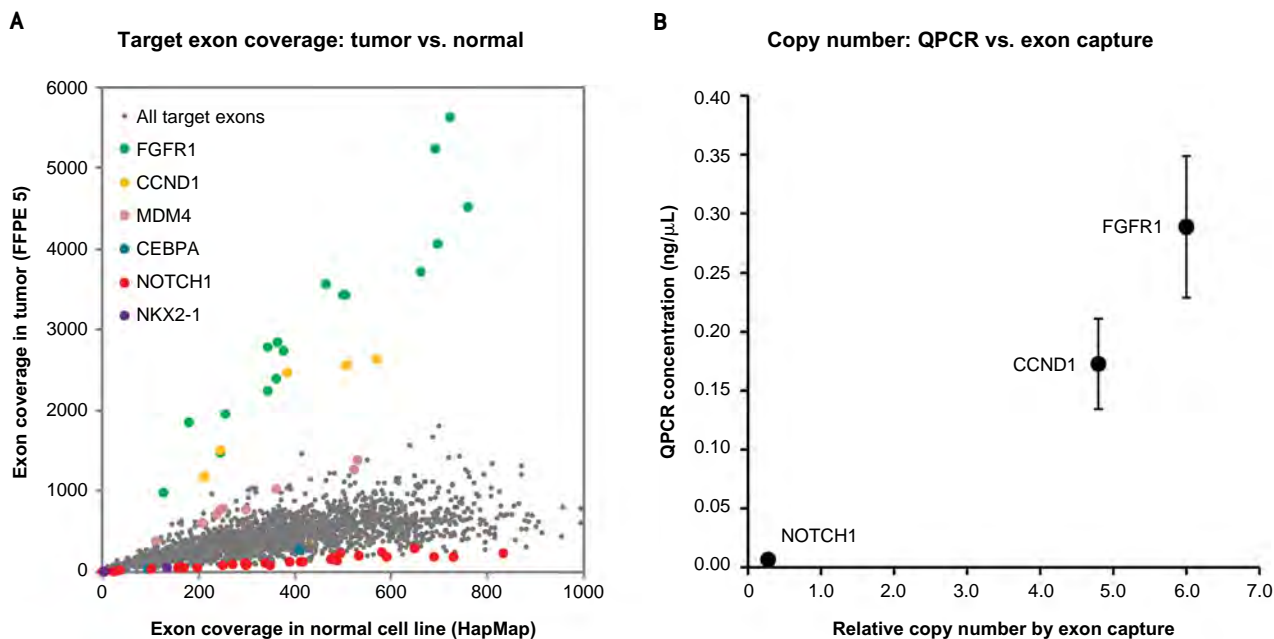 A
Target exon coverage: tumor vs. normal
Exon coverage in tumor (FFPE 5)
6000
5000
4000
3000
2000
1000
0
All target exons
FGFR1
CCND1
MDM4
CEBPA
NOTCH1
NKX2-1
0 200 400 600 800 1000
Exon coverage in normal cell line (HapMap)
B
Copy number: QPCR vs. exon capture
QPCR concentration (ng/μL)
0.40
0.35
0.30
0.25
0.20
0.15
0.10
0.05
0.00
FGFR1
CCND1
NOTCH1
0 1.0 2.0 3.0 4.0 5.0 6.0 7.0
Relative copy number by exon capture